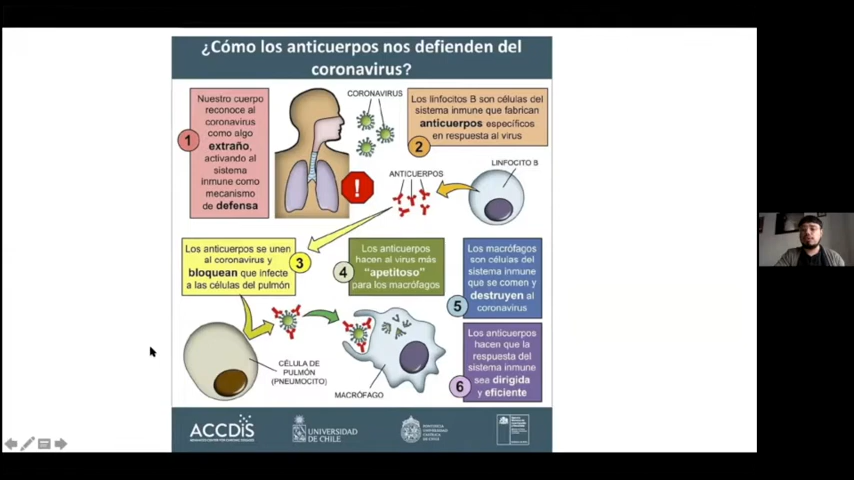 ¿Cómo los anticuerpos nos defienden del
coronavirus?
Nuestro cuerpo
reconoce al
coronavirus
como algo
extraño,
activando al
sistema
inmune como
mecanismo
de defensa
1
CORONAVIRUS
Los linfocitos B son células del
sistema inmune que fabrican
anticuerpos específicos
en respuesta al virus
2
LINFOCITO B
ANTICUERPOS
!
Los anticuerpos se unen
al coronavirus y
bloquean que infecte
a las células del pulmón
3
Los anticuerpos
hacen al virus más
“apetitoso”
para los macrófagos
4
Los macrófagos
son células del
sistema inmune
que se comen y
destruyen al
coronavirus
5
Los anticuerpos
hacen que la
respuesta del
sistema inmune
sea dirigida
y eficiente
6
CÉLULA DE
PULMÓN
(PNEUMOCITO)
MACRÓFAGO
ACCDiS
UNIVERSIDAD
DE CHILE